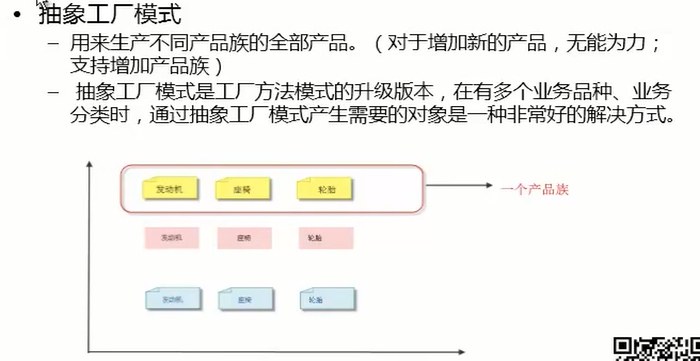 • 抽象工厂模式
– 用来生产不同产品族的全部产品。（对于增加新的产品，无能为力；
支持增加产品族）
– 抽象工厂模式是工厂方法模式的升级版本，在有多个业务品种、业务
分类时，通过抽象工厂模式产生需要的对象是一种非常好的解决方式。
发动机 座椅 轮胎 一个产品族
发动机 座椅 轮胎
发动机 座椅 轮胎